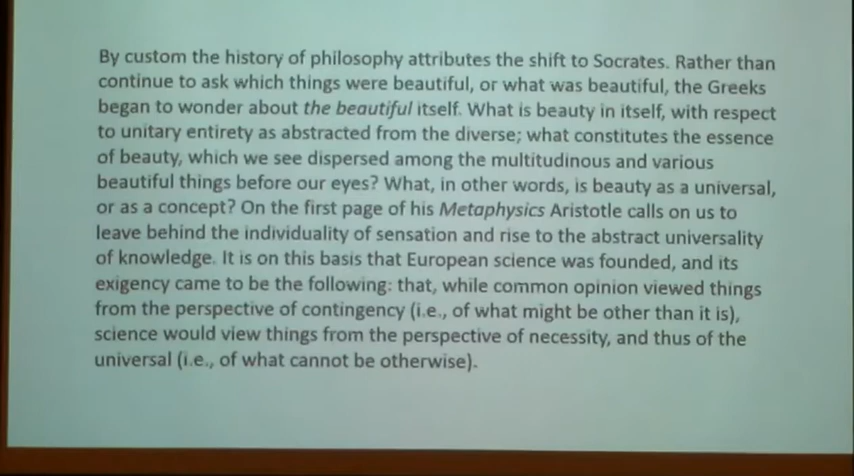 By custom the history of philosophy attributes the shift to Socrates. Rather than
continue to ask which things were beautiful, or what was beautiful, the Greeks
began to wonder about the beautiful itself. What is beauty in itself, with respect
to unitary entirety as abstracted from the diverse; what constitutes the essence
of beauty, which we see dispersed among the multitudinous and various
beautiful things before our eyes? What, in other words, is beauty as a universal,
or as a concept? On the first page of his Metaphysics Aristotle calls on us to
leave behind the individuality of sensation and rise to the abstract universality
of knowledge. It is on this basis that European science was founded, and its
exigency came to be the following: that, while common opinion viewed things
from the perspective of contingency (i.e., of what might be other than it is),
science would view things from the perspective of necessity, and thus of the
universal (i.e., of what cannot be otherwise).